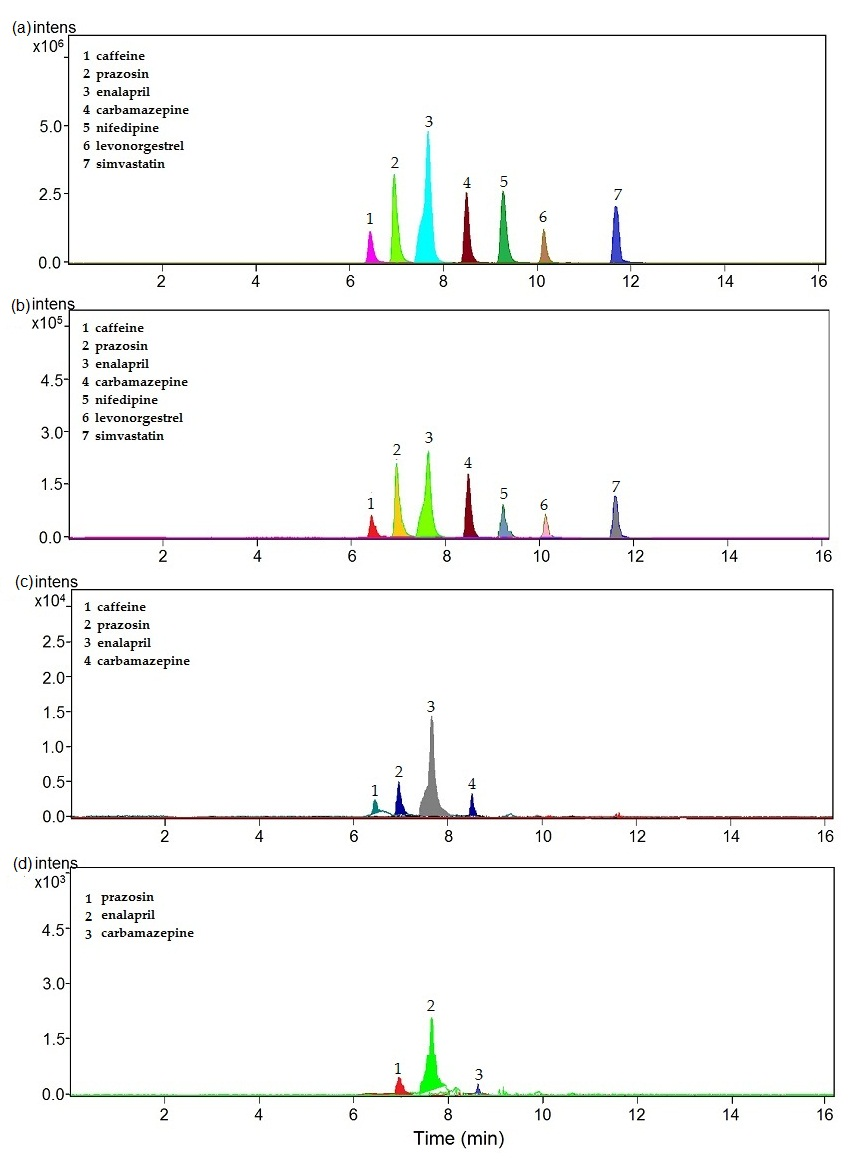 (a) intens
x10⁶
1 caffeine
2 prazosin
3 enalapril
4 carbamazepine
5 nifedipine
6 levonorgestrel
7 simvastatin
5.0
2.5
0.0
1 2 3 4 5 6 7
2 4 6 8 10 12 14 16
(b) intens
x10⁵
1 caffeine
2 prazosin
3 enalapril
4 carbamazepine
5 nifedipine
6 levonorgestrel
7 simvastatin
4.5
3.0
1.5
0.0
1 2 3 4 5 6 7
2 4 6 8 10 12 14 16
(c) intens
x10⁴
1 caffeine
2 prazosin
3 enalapril
4 carbamazepine
2.5
2.0
1.5
1.0
0.5
0.0
1 2 3 4
2 4 6 8 10 12 14 16
(d) intens
x10³
1 prazosin
2 enalapril
3 carbamazepine
4.5
3.0
1.5
0.0
1 2 3
2 4 6 8 10 12 14 16
Time (min)